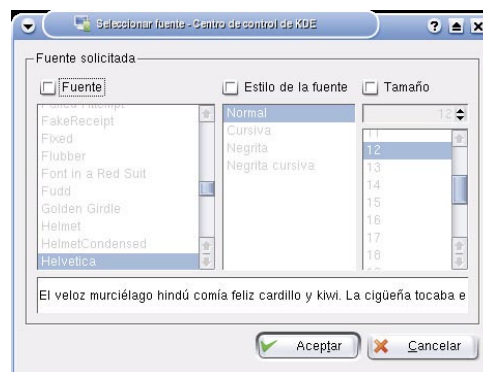 Seleccionar fuente - Centro de control de KDE
Fuente solicitada
Fuente
Estilo de la fuente
Tamaño
Failed Attempt
FakeReceipt
Fixed
Flubber
Font in a Red Suit
Fudd
Golden Girdle
Helmet
HelmetCondensed
Helvetica
Normal
Cursiva
Negrita
Negrita cursiva
12
11
12
13
14
15
16
17
18
El veloz murciélago hindú comía feliz cardillo y kiwi. La cigüeña tocaba e
Aceptar
Cancelar